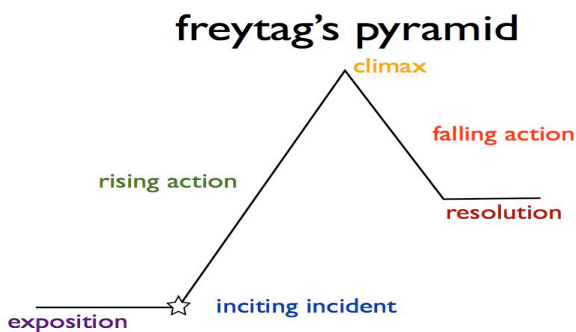 freytag's pyramid
climax
falling action
rising action
resolution
inciting incident
exposition